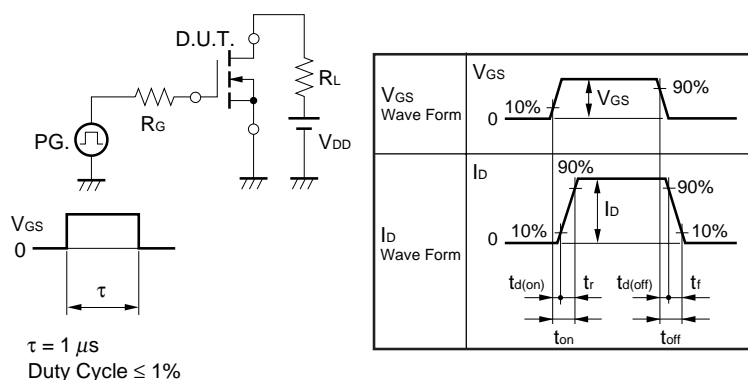 D.U.T.
RL
RG
PG.
VDD
VGS
0
τ
τ = 1 μs
Duty Cycle ≤ 1%
VGS
Wave Form
VGS
10%
0
VGS
90%
ID
Wave Form
ID
90%
90%
10%
0
ID
10%
td(on) tr td(off) tf
ton toff